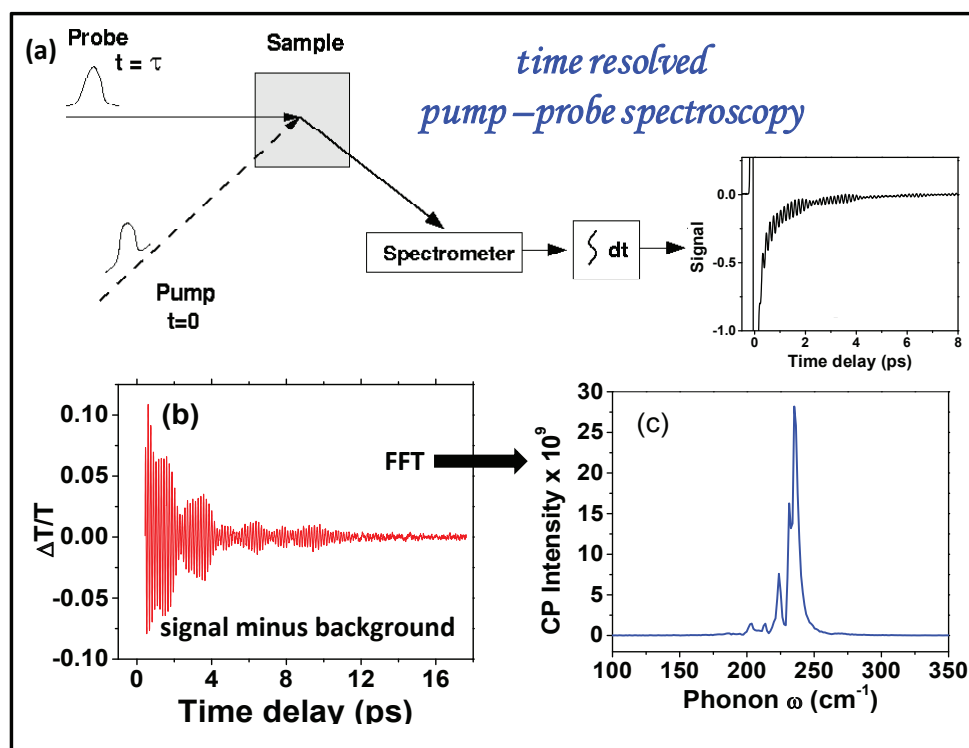 (a)
Probe
t = τ
Sample
time resolved
pump –probe spectroscopy
Pump
t=0
Spectrometer
∫ dt
Signal
0.0
-0.5
-1.0
0 2 4 6 8
Time delay (ps)
(b)
0.10
0.05
0.00
-0.05
-0.10
ΔT/T
signal minus background
0 4 8 12 16
Time delay (ps)
FFT
(c)
30
25
20
15
10
5
0
CP Intensity x 10⁹
100 150 200 250 300 350
Phonon ω (cm⁻¹)